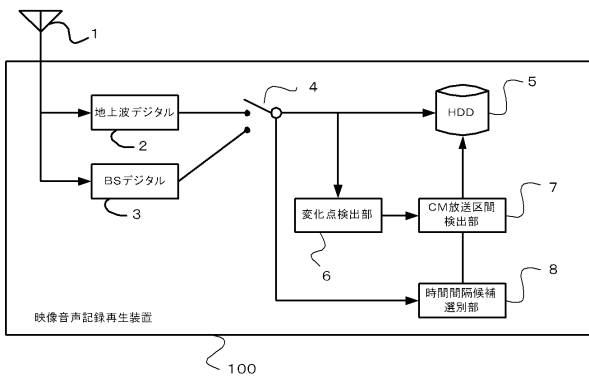 1
4
5
地上波デジタル
HDD
2
BSデジタル
7
3
変化点検出部
CM放送区間
検出部
6
8
時間間隔候補
選別部
映像音声記録再生装置
100